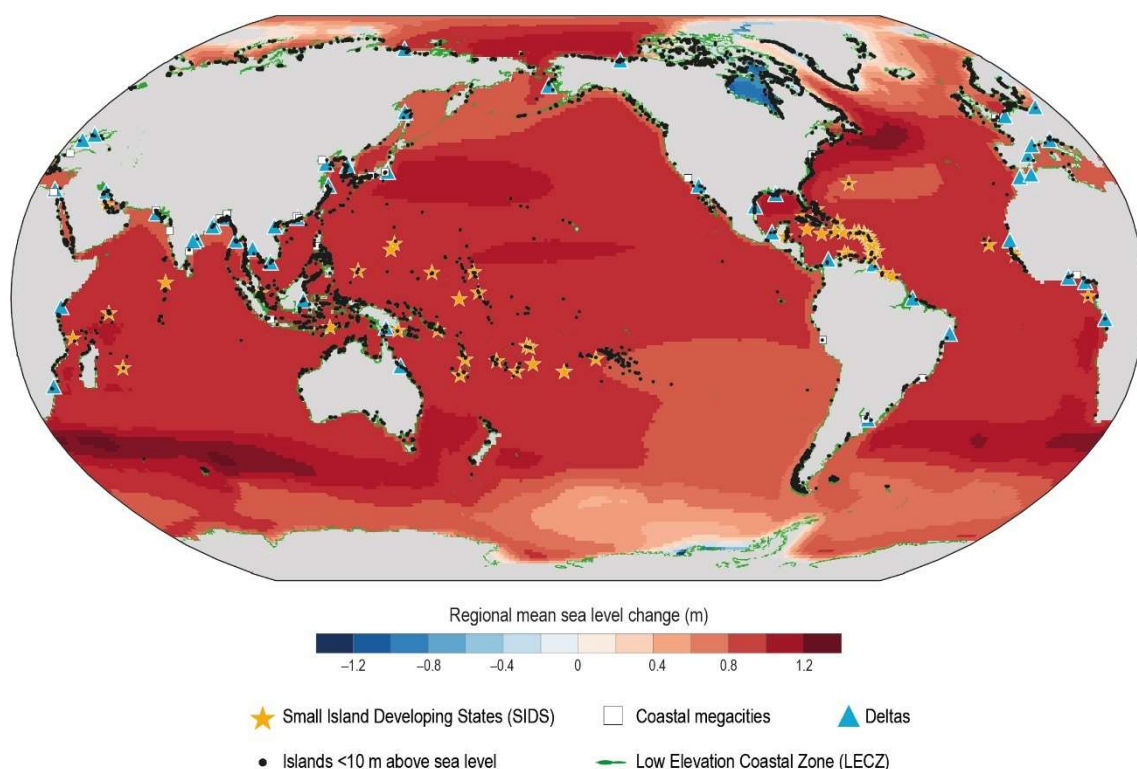 Regional mean sea level change (m)
–1.2 –0.8 –0.4 0 0.4 0.8 1.2
Small Island Developing States (SIDS) Coastal megacities Deltas
Islands <10 m above sea level Low Elevation Coastal Zone (LECZ)